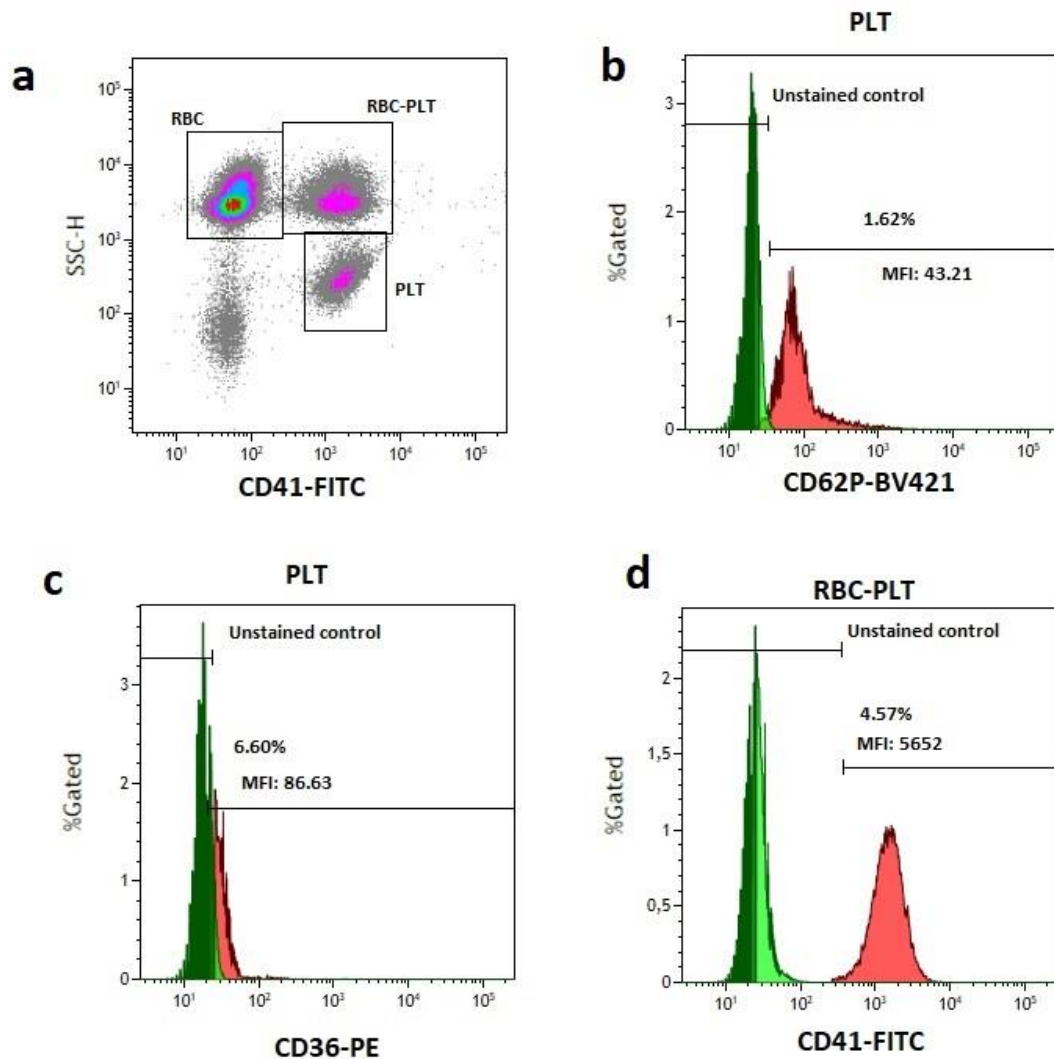 a
RBC
RBC-PLT
PLT
SSC-H
10⁵
10⁴
10³
10²
10¹
10¹ 10² 10³ 10⁴ 10⁵
CD41-FITC
b
PLT
Unstained control
1.62%
MFI: 43.21
%Gated
3
2
1
0
10¹ 10² 10³ 10⁴ 10⁵
CD62P-BV421
c
PLT
Unstained control
6.60%
MFI: 86.63
%Gated
3
2
1
0
10¹ 10² 10³ 10⁴ 10⁵
CD36-PE
d
RBC-PLT
Unstained control
4.57%
MFI: 5652
%Gated
2
1,5
1
0,5
0
10¹ 10² 10³ 10⁴ 10⁵
CD41-FITC